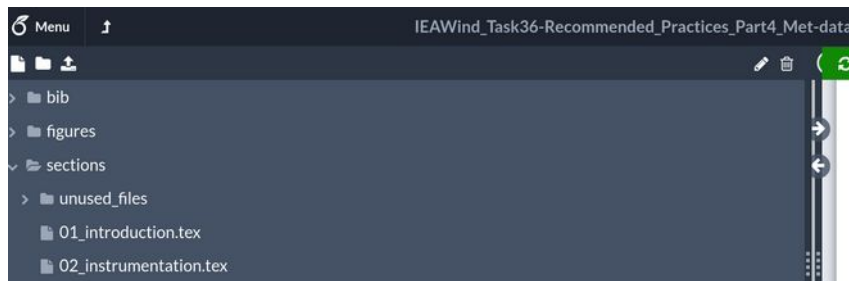 Menu IEAWind_Task36-Recommended_Practices_Part4_Met-data
bib
figures
sections
unused_files
01_introduction.tex
02_instrumentation.tex